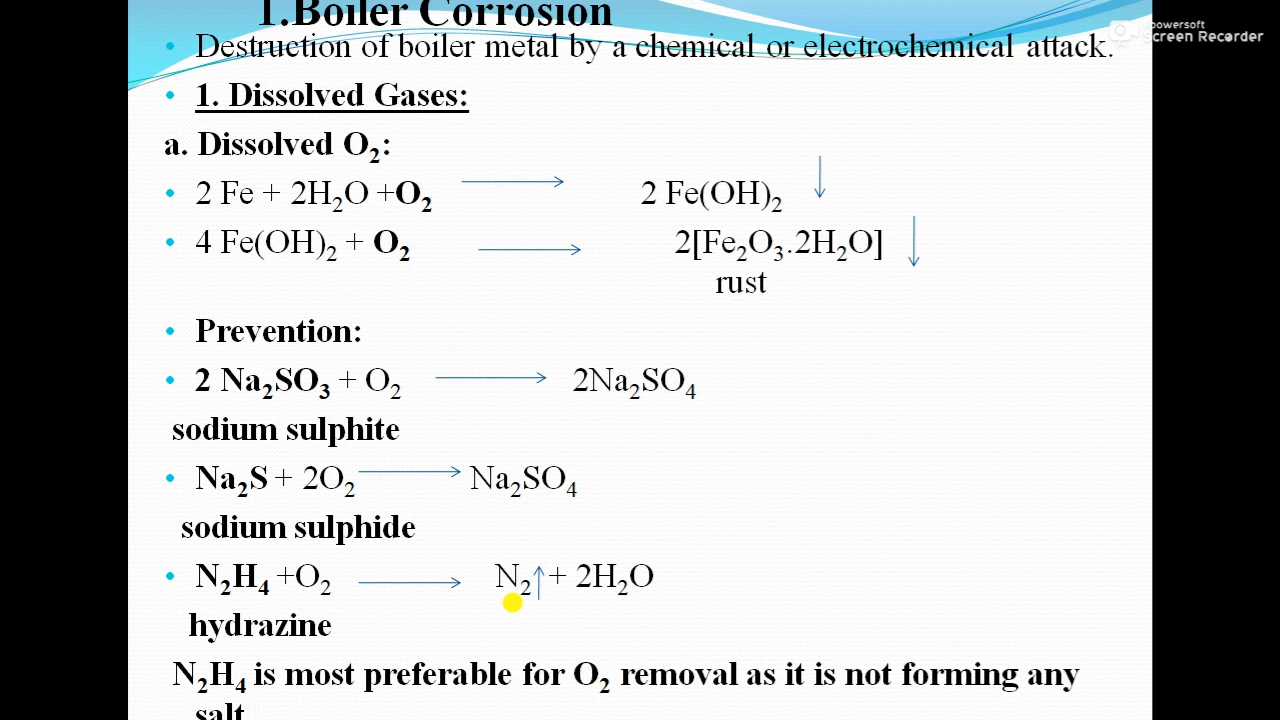 1.Boiler Corrosion
powersoft
Screen Recorder
• Destruction of boiler metal by a chemical or electrochemical attack.
• 1. Dissolved Gases:
a. Dissolved O₂:
• 2 Fe + 2H₂O +O₂ → 2 Fe(OH)₂ ↓
• 4 Fe(OH)₂ + O₂ → 2[Fe₂O₃.2H₂O] ↓
rust
• Prevention:
• 2 Na₂SO₃ + O₂ → 2Na₂SO₄
sodium sulphite
• Na₂S + 2O₂ → Na₂SO₄
sodium sulphide
• N₂H₄ +O₂ → N₂↑ + 2H₂O
hydrazine
N₂H₄ is most preferable for O₂ removal as it is not forming any
salt